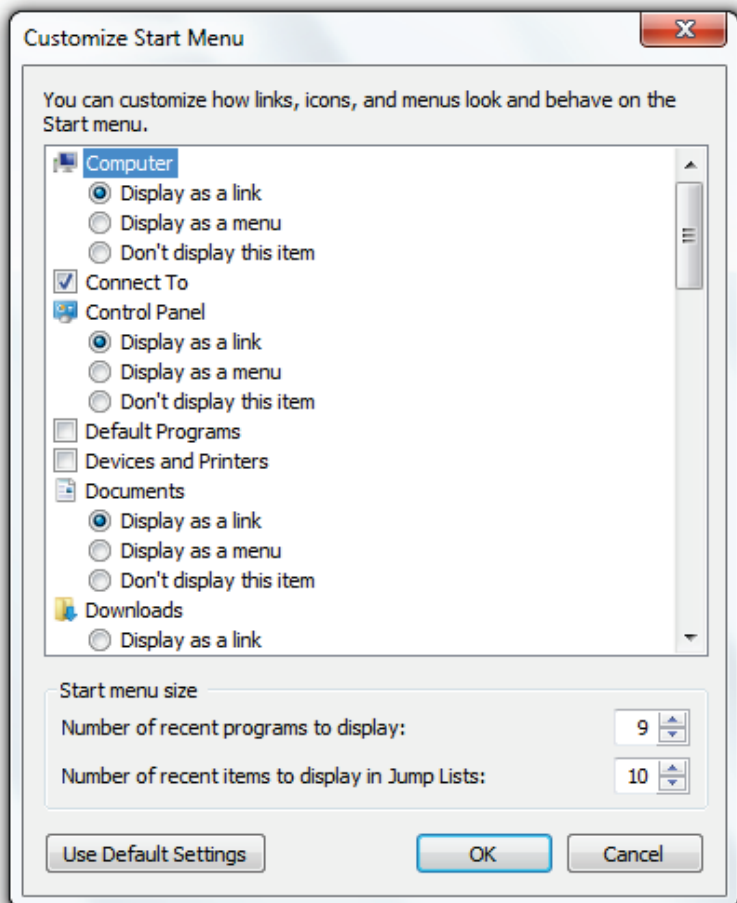 Customize Start Menu
You can customize how links, icons, and menus look and behave on the
Start menu.
Computer
Display as a link
Display as a menu
Don't display this item
Connect To
Control Panel
Display as a link
Display as a menu
Don't display this item
Default Programs
Devices and Printers
Documents
Display as a link
Display as a menu
Don't display this item
Downloads
Display as a link
Start menu size
Number of recent programs to display: 9
Number of recent items to display in Jump Lists: 10
Use Default Settings OK Cancel